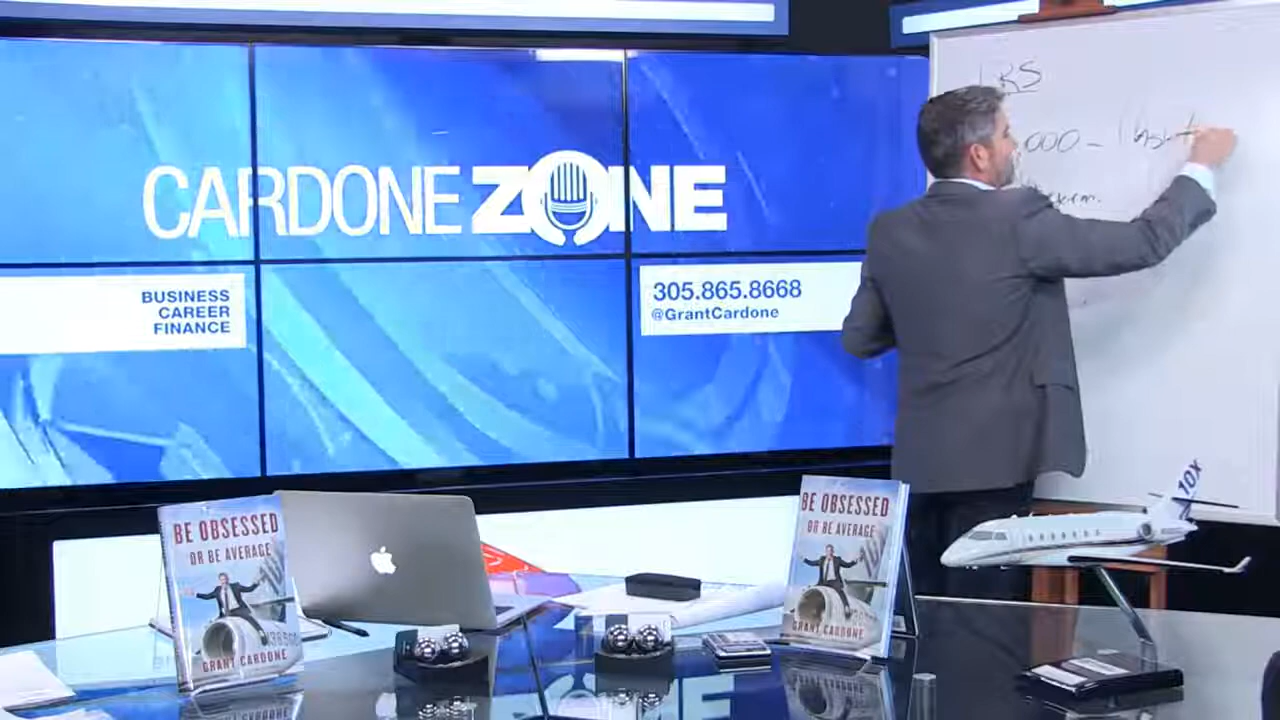 CARDONE ZONE
BUSINESS
CAREER
FINANCE
305.865.8668
@GrantCardone
000 -
BE OBSESSED
OR BE AVERAGE
GRANT CARDONE
BE OBSESSED
OR BE AVERAGE
GRANT CARDONE
10X